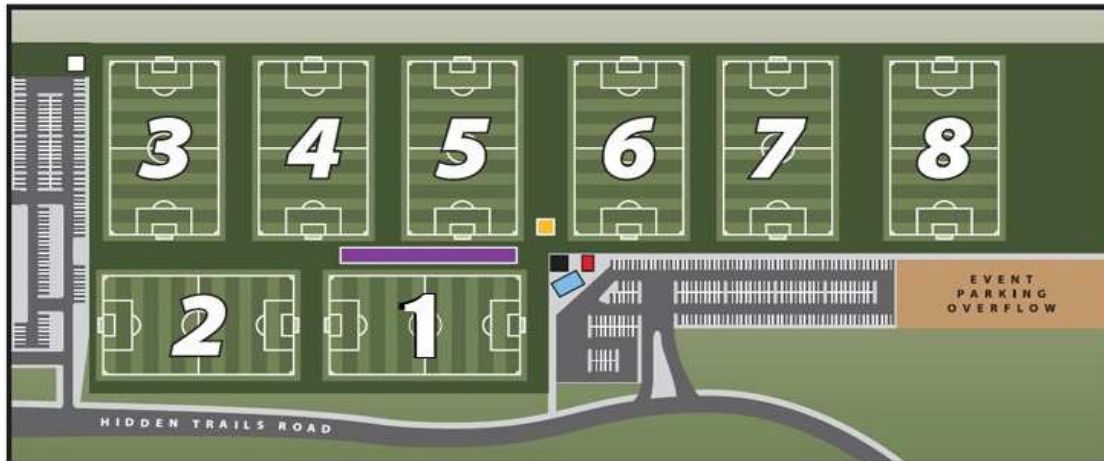 3 4 5 6 7 8
EVENT
PARKING
OVERFLOW
2 1
HIDDEN TRAILS ROAD